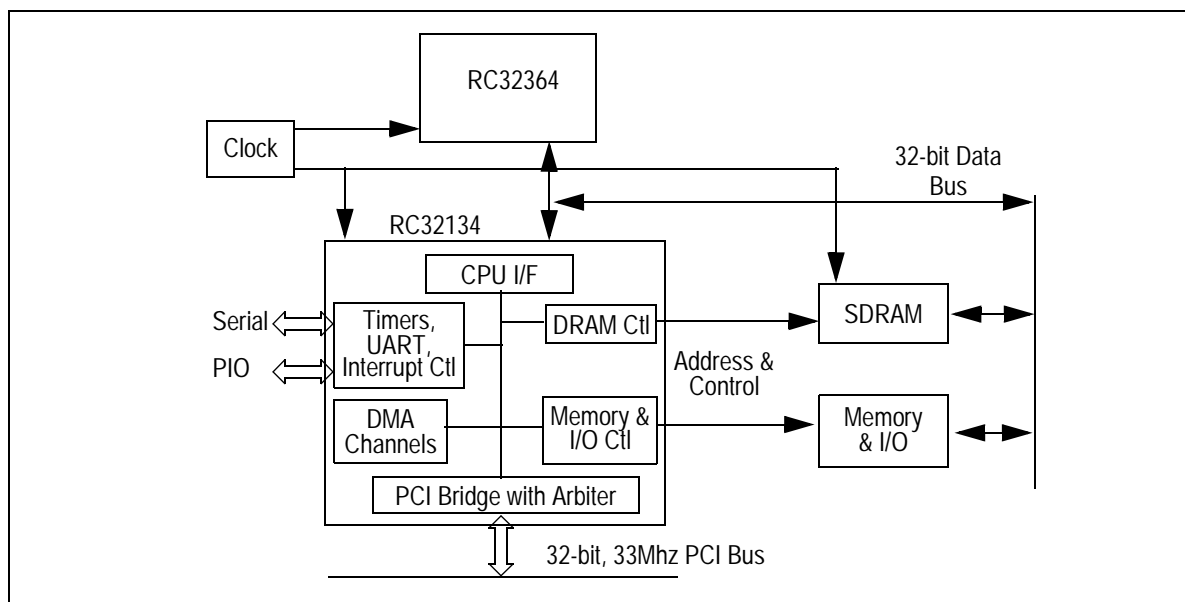 RC32364
Clock
32-bit Data
Bus
RC32134
CPU I/F
Serial
PIO
Timers,
UART,
Interrupt Ctl
DRAM Ctl
SDRAM
Address &
Control
DMA
Channels
Memory &
I/O Ctl
Memory
& I/O
PCI Bridge with Arbiter
32-bit, 33Mhz PCI Bus